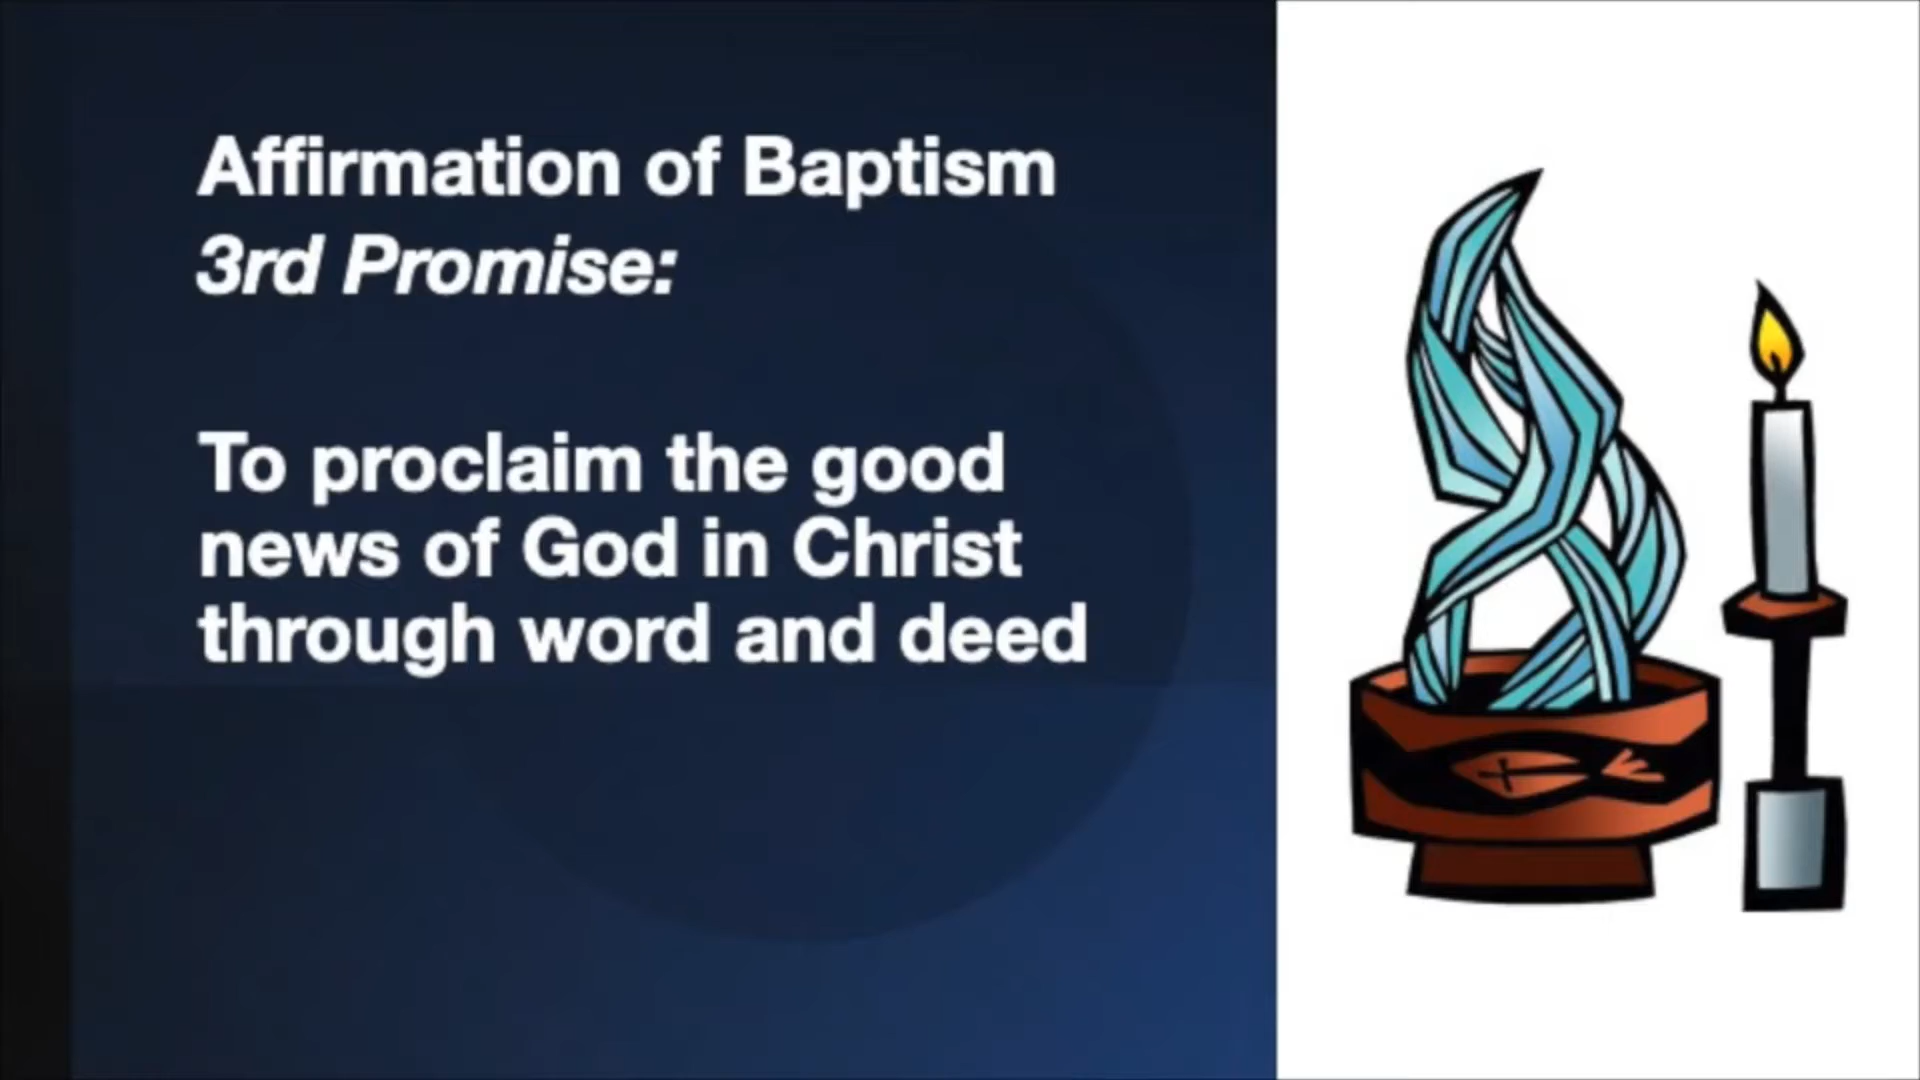 Affirmation of Baptism
3rd Promise:
To proclaim the good
news of God in Christ
through word and deed